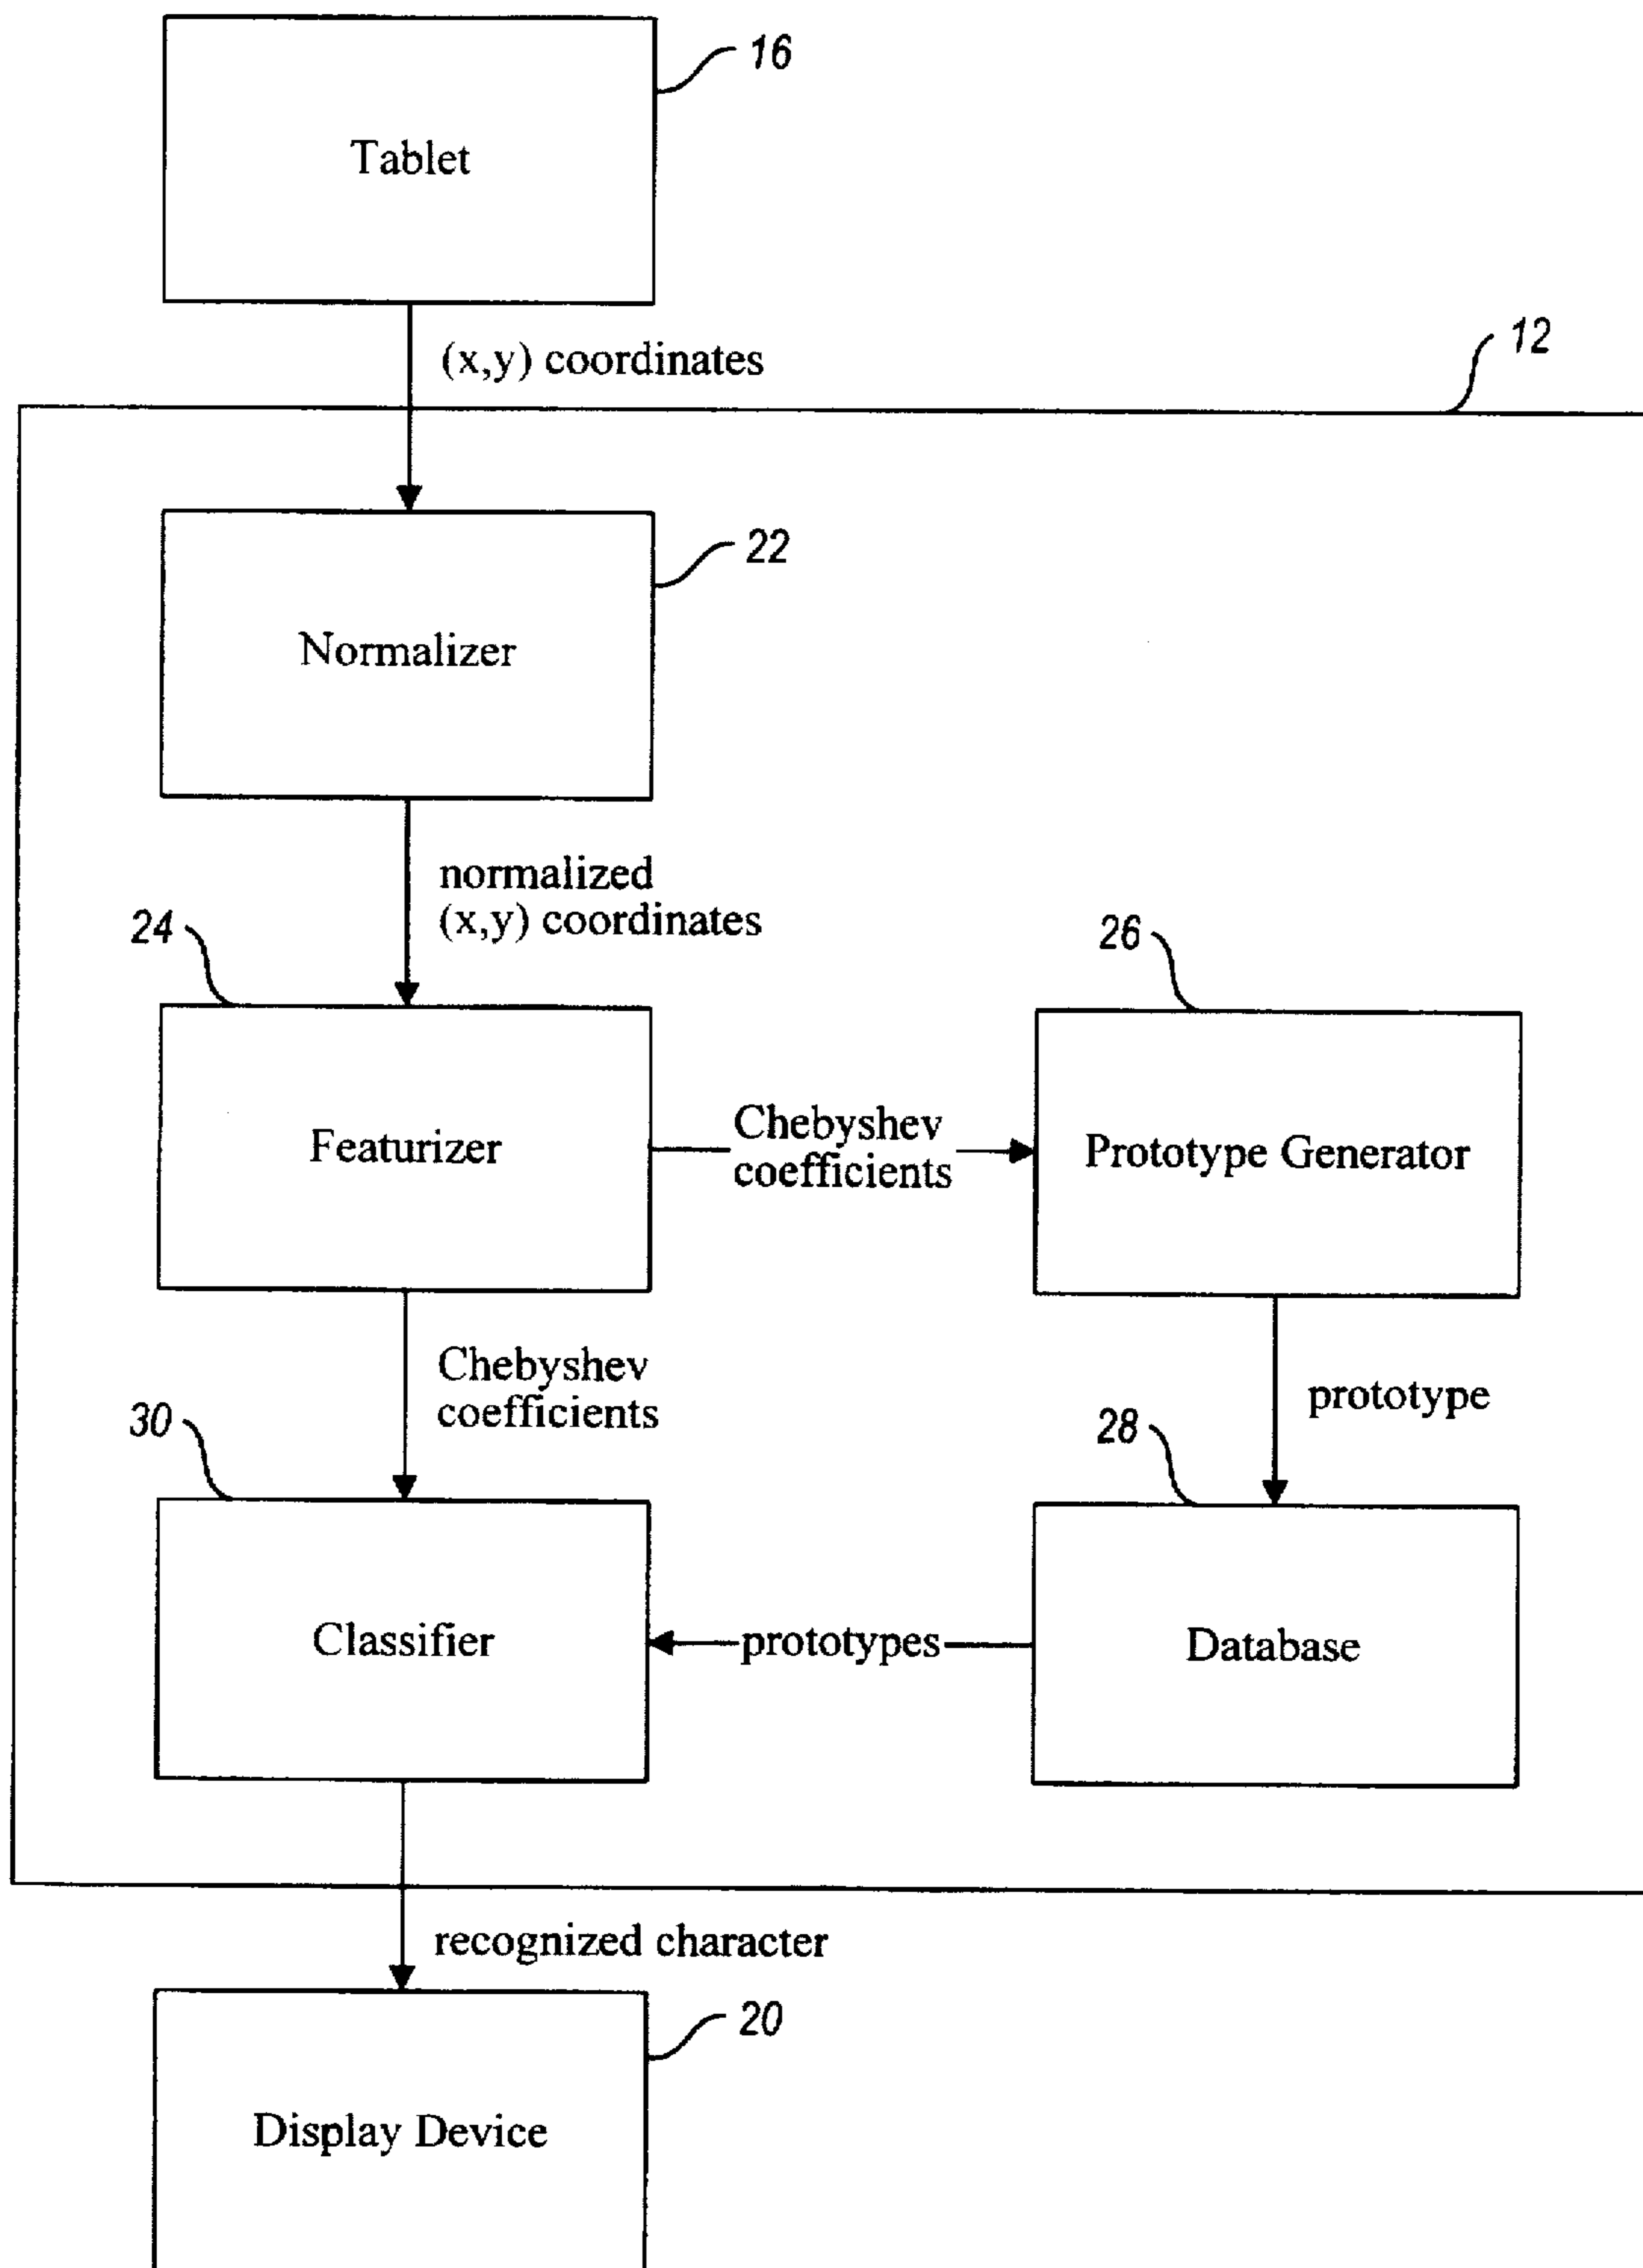 16
Tablet
(x,y) coordinates
12
22
Normalizer
normalized
(x,y) coordinates
24
26
Featurizer
Chebyshev
coefficients
Prototype Generator
Chebyshev
coefficients
prototype
30
28
Classifier
prototypes
Database
recognized character
20
Display Device